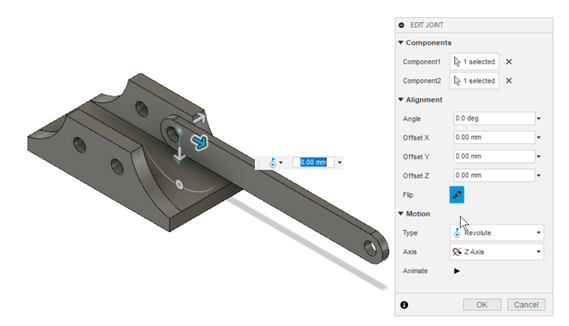 EDIT JOINT
Components
Component1 1 selected
Component2 1 selected
Alignment
Angle 0.0 deg
Offset X 0.00 mm
Offset Y 0.00 mm
Offset Z 0.00 mm
Flip
Motion
Type Revolute
Axis Z Axis
Animate
OK Cancel
0.00 mm